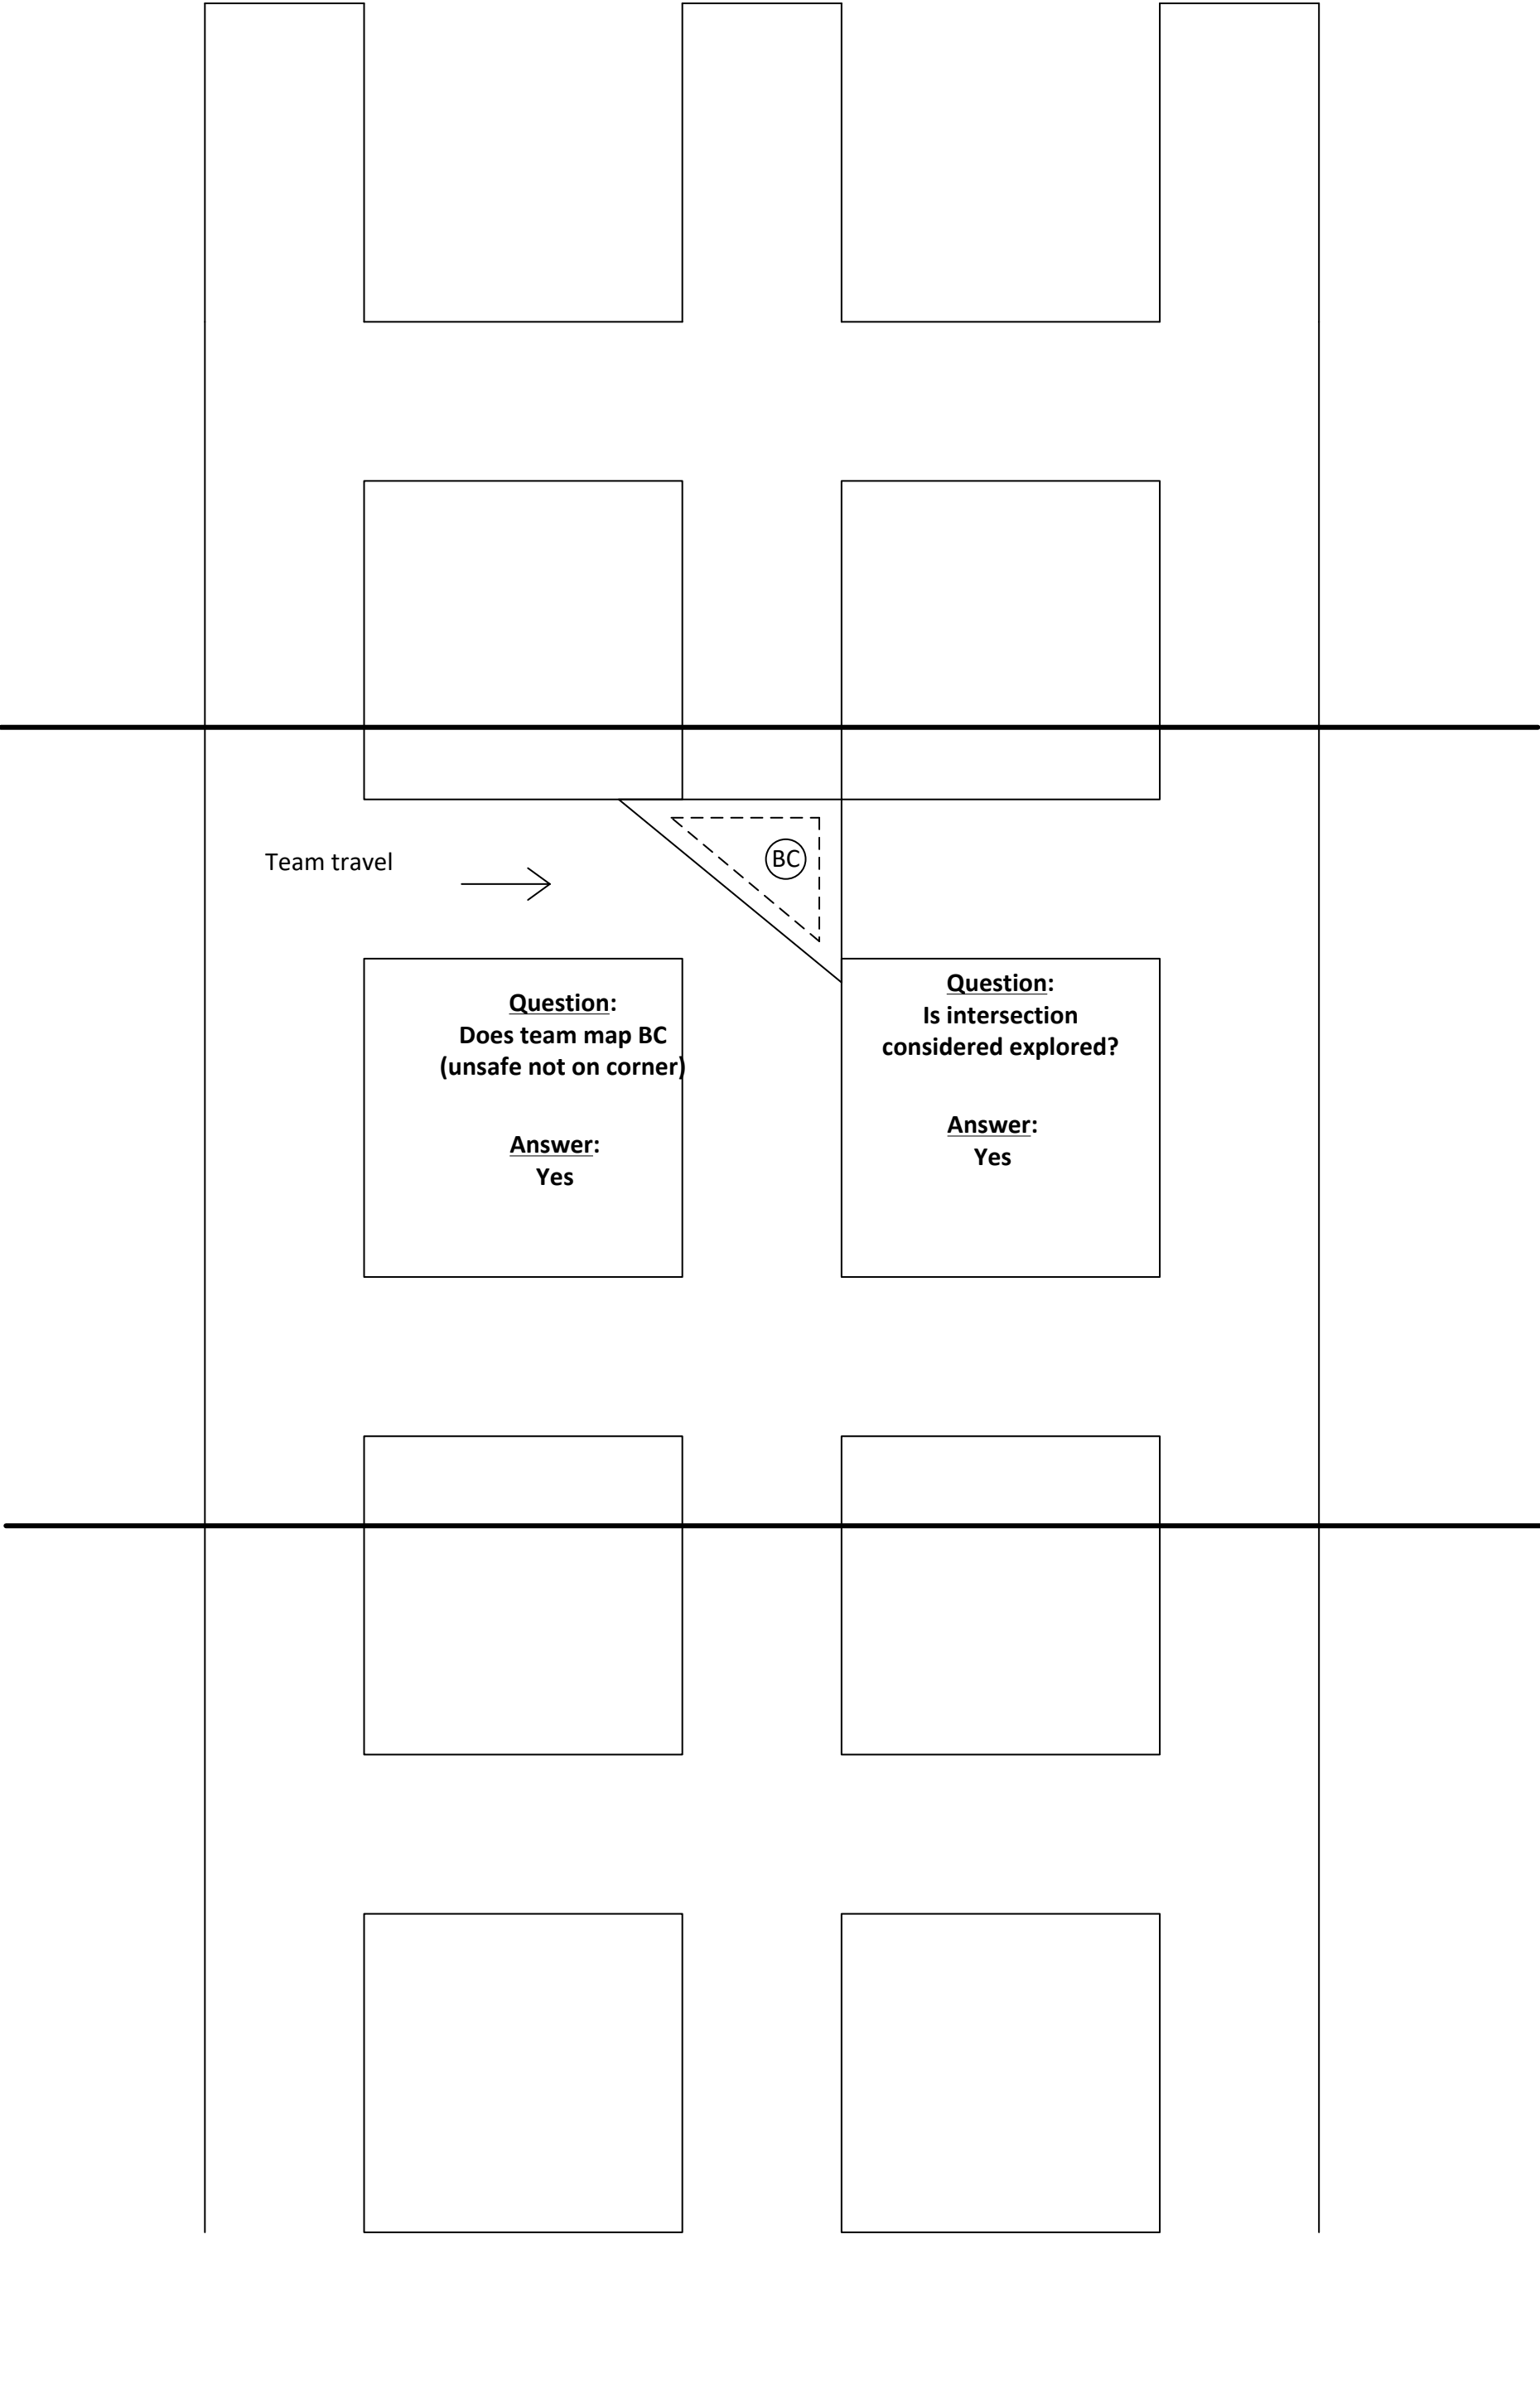 BC
Team travel
Question:
Does team map BC
(unsafe not on corner)
Answer:
Yes
Question:
Is intersection
considered explored?
Answer:
Yes